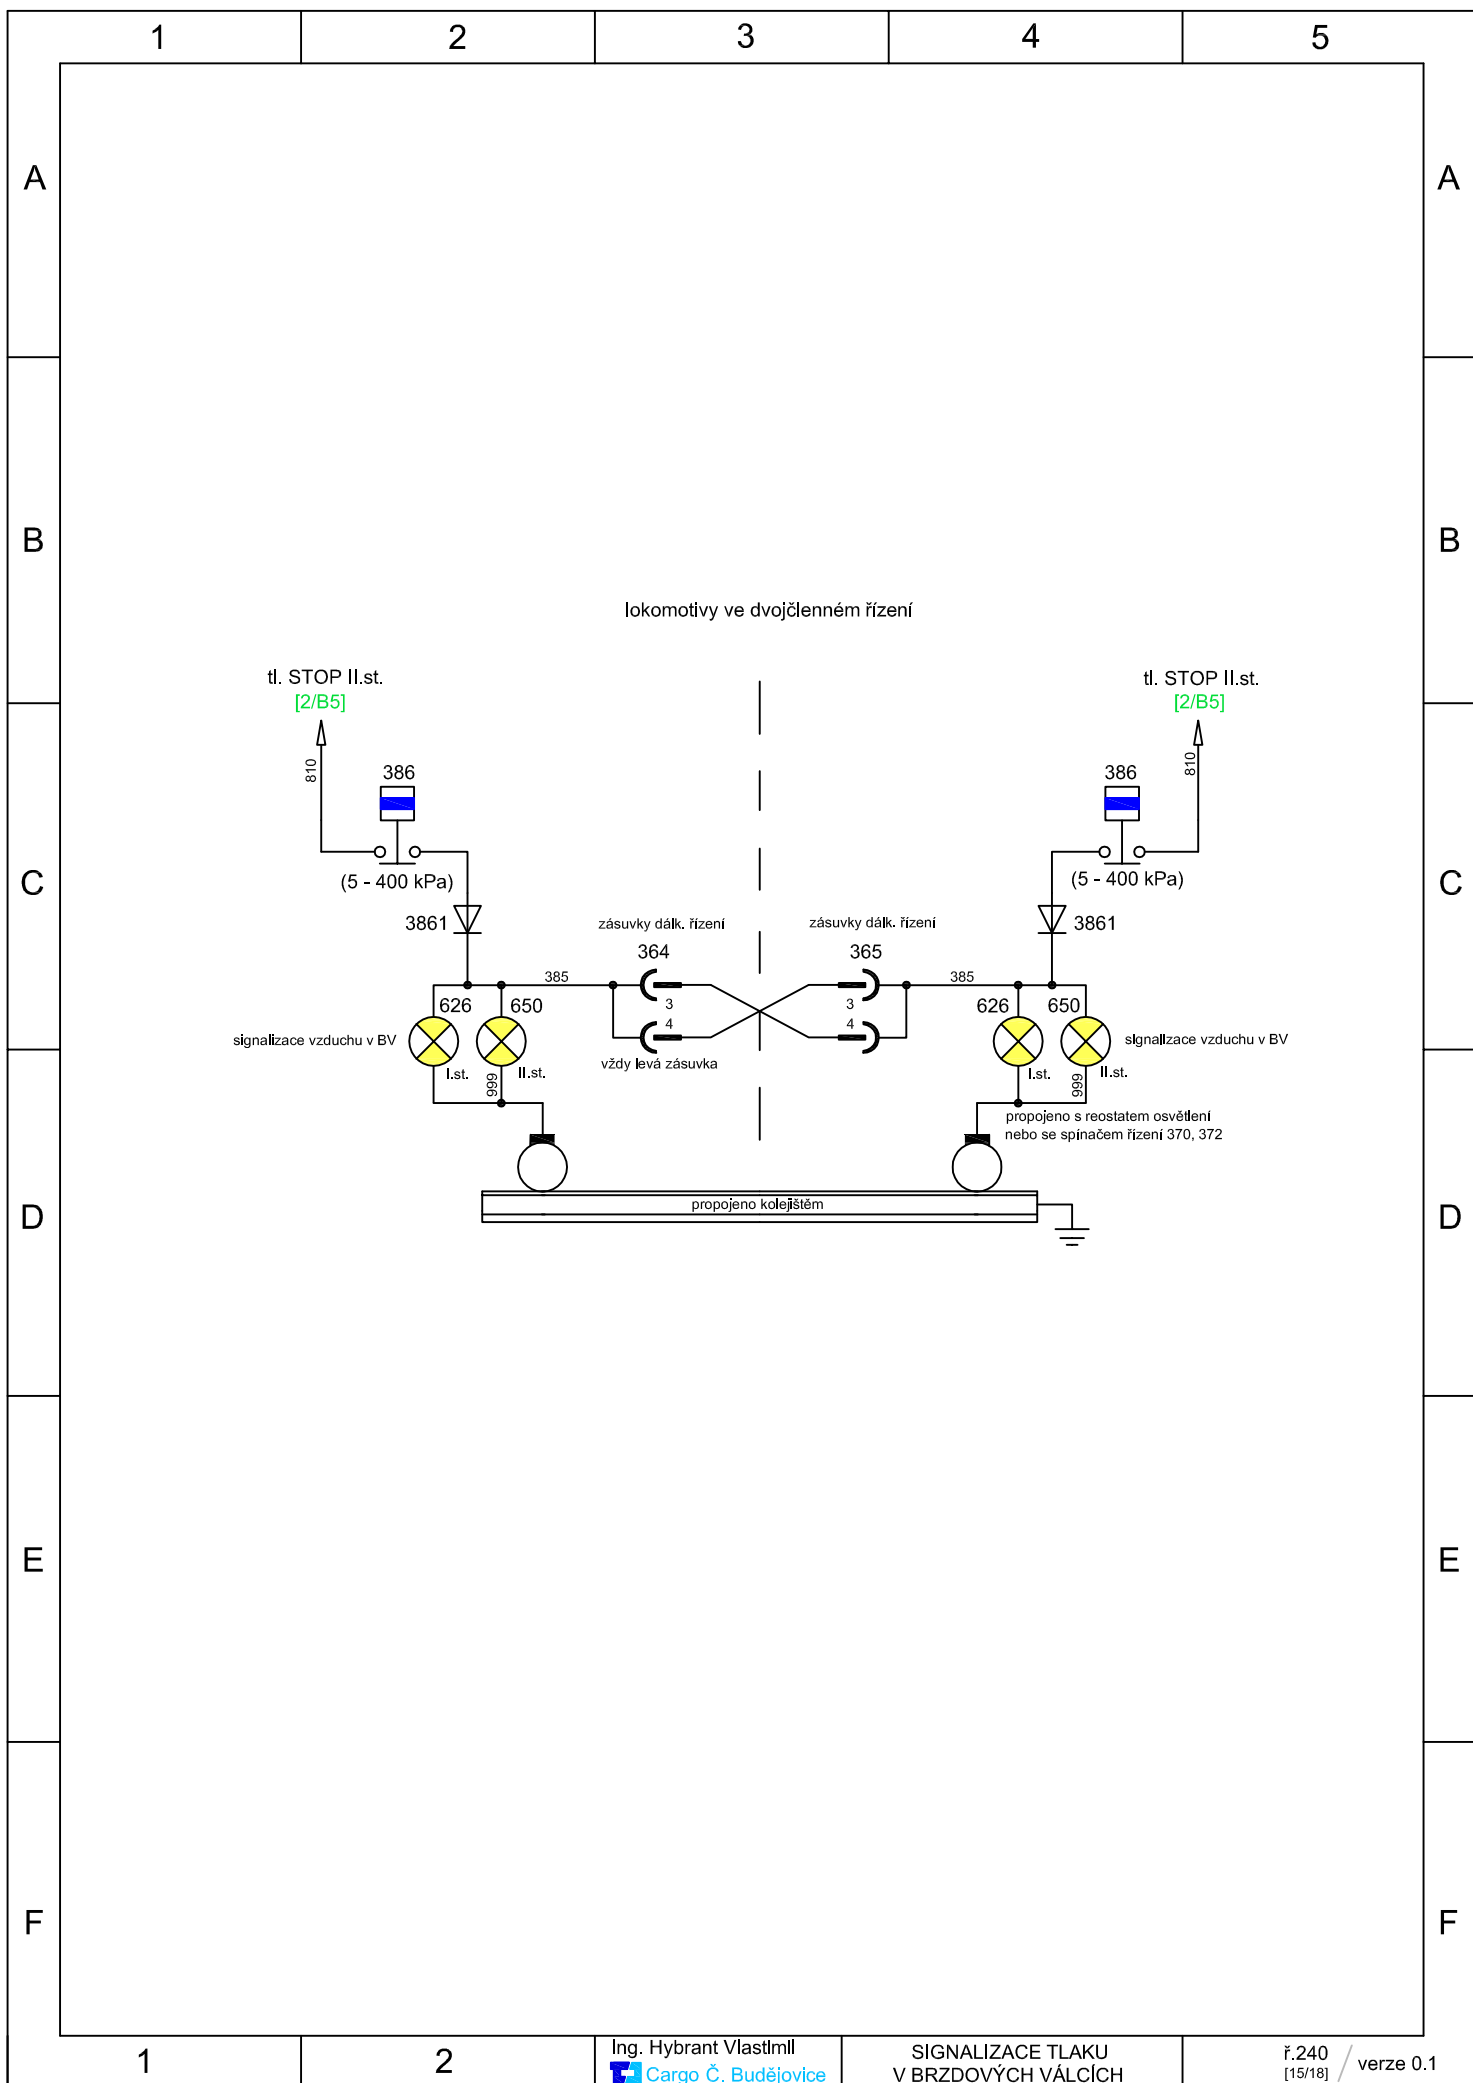 1 2 3 4 5
A A
B B
lokomotivy ve dvojčlenném řízení
tl. STOP II.st. tl. STOP II.st.
[2/B5] [2/B5]
810 386 386 810
C (5 - 400 kPa) (5 - 400 kPa) C
3861 zásuvky dálk. řízení zásuvky dálk. řízení 3861
364 365
385 385
626 650 3 3 626 650
4 4
signalizace vzduchu v BV signalizace vzduchu v BV
vždy levá zásuvka
I.st. II.st. I.st. II.st.
999 999
propojeno s reostatem osvětlení
nebo se spínačem řízení 370, 372
propojeno kolejištěm
D D
E E
F F
1 2
Ing. Hybrant Vlastimil
Cargo Č. Budějovice
SIGNALIZACE TLAKU
V BRZDOVÝCH VÁLCÍCH
ř.240
[15/18]
verze 0.1